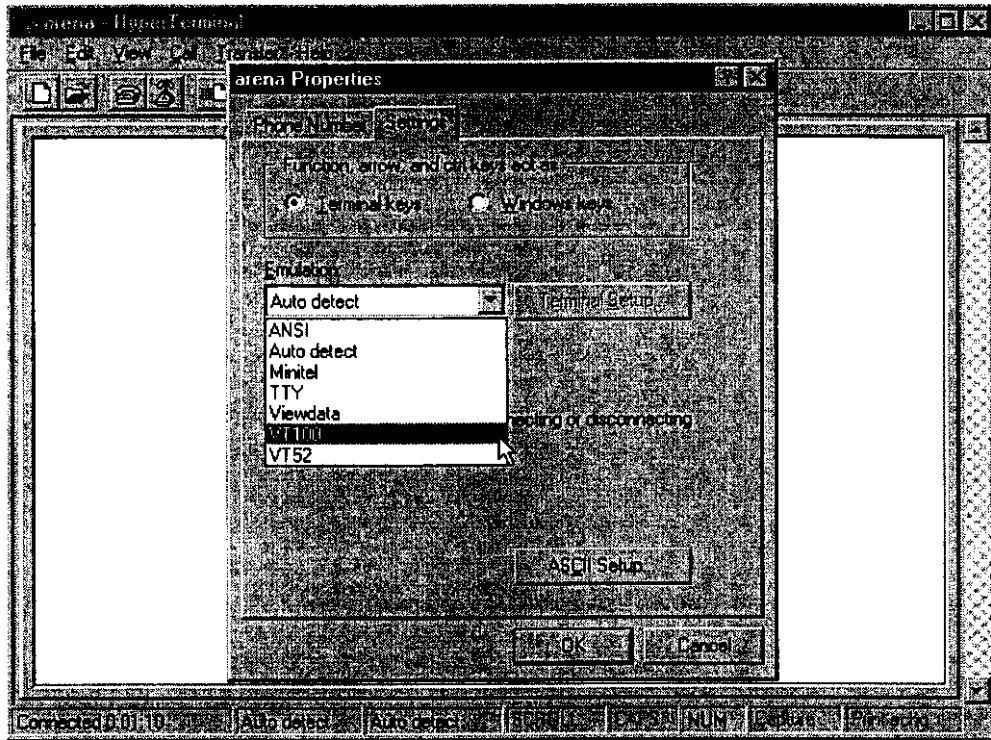 arena - HyperTerminal
File Edit View Call Transfer Help
arena Properties
Phone Number Settings
Function, arrow, and ctrl keys act as
Terminal keys Windows keys
Emulation
Auto detect
Terminal Setup...
ANSI
Auto detect
Minitel
TTY
Viewdata
VT100
VT52
necting or disconnecting
ASCII Setup...
OK Cancel
Connected 0:01:10 Auto detect Auto detect SCROLL CAPS NUM Capture Print echo